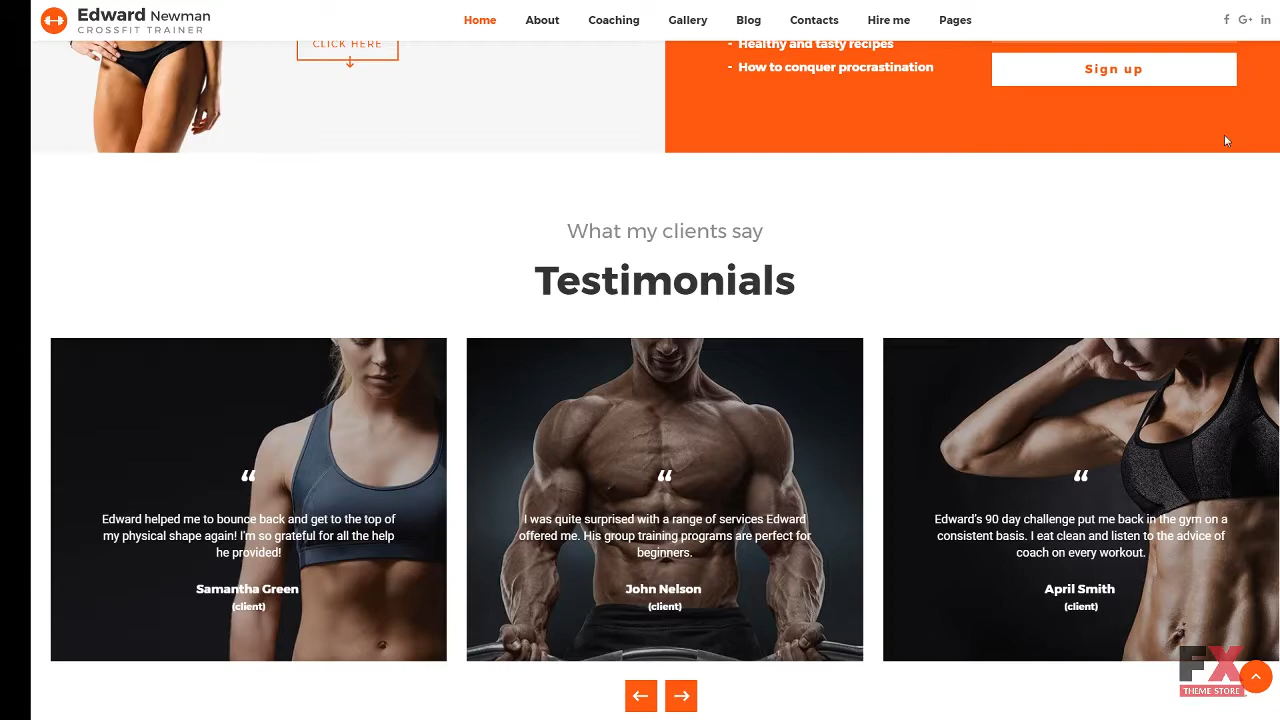 Edward Newman
CROSSFIT TRAINER
Home About Coaching Gallery Blog Contacts Hire me Pages
f G+ in
CLICK HERE
- Healthy and tasty recipes
- How to conquer procrastination
Sign up
What my clients say
Testimonials
“
Edward helped me to bounce back and get to the top of
my physical shape again! I'm so grateful for all the help
he provided!
Samantha Green
(client)
“
I was quite surprised with a range of services Edward
offered me. His group training programs are perfect for
beginners.
John Nelson
(client)
“
Edward's 90 day challenge put me back in the gym on a
consistent basis. I eat clean and listen to the advice of
coach on every workout.
April Smith
(client)
FX
THEME STORE